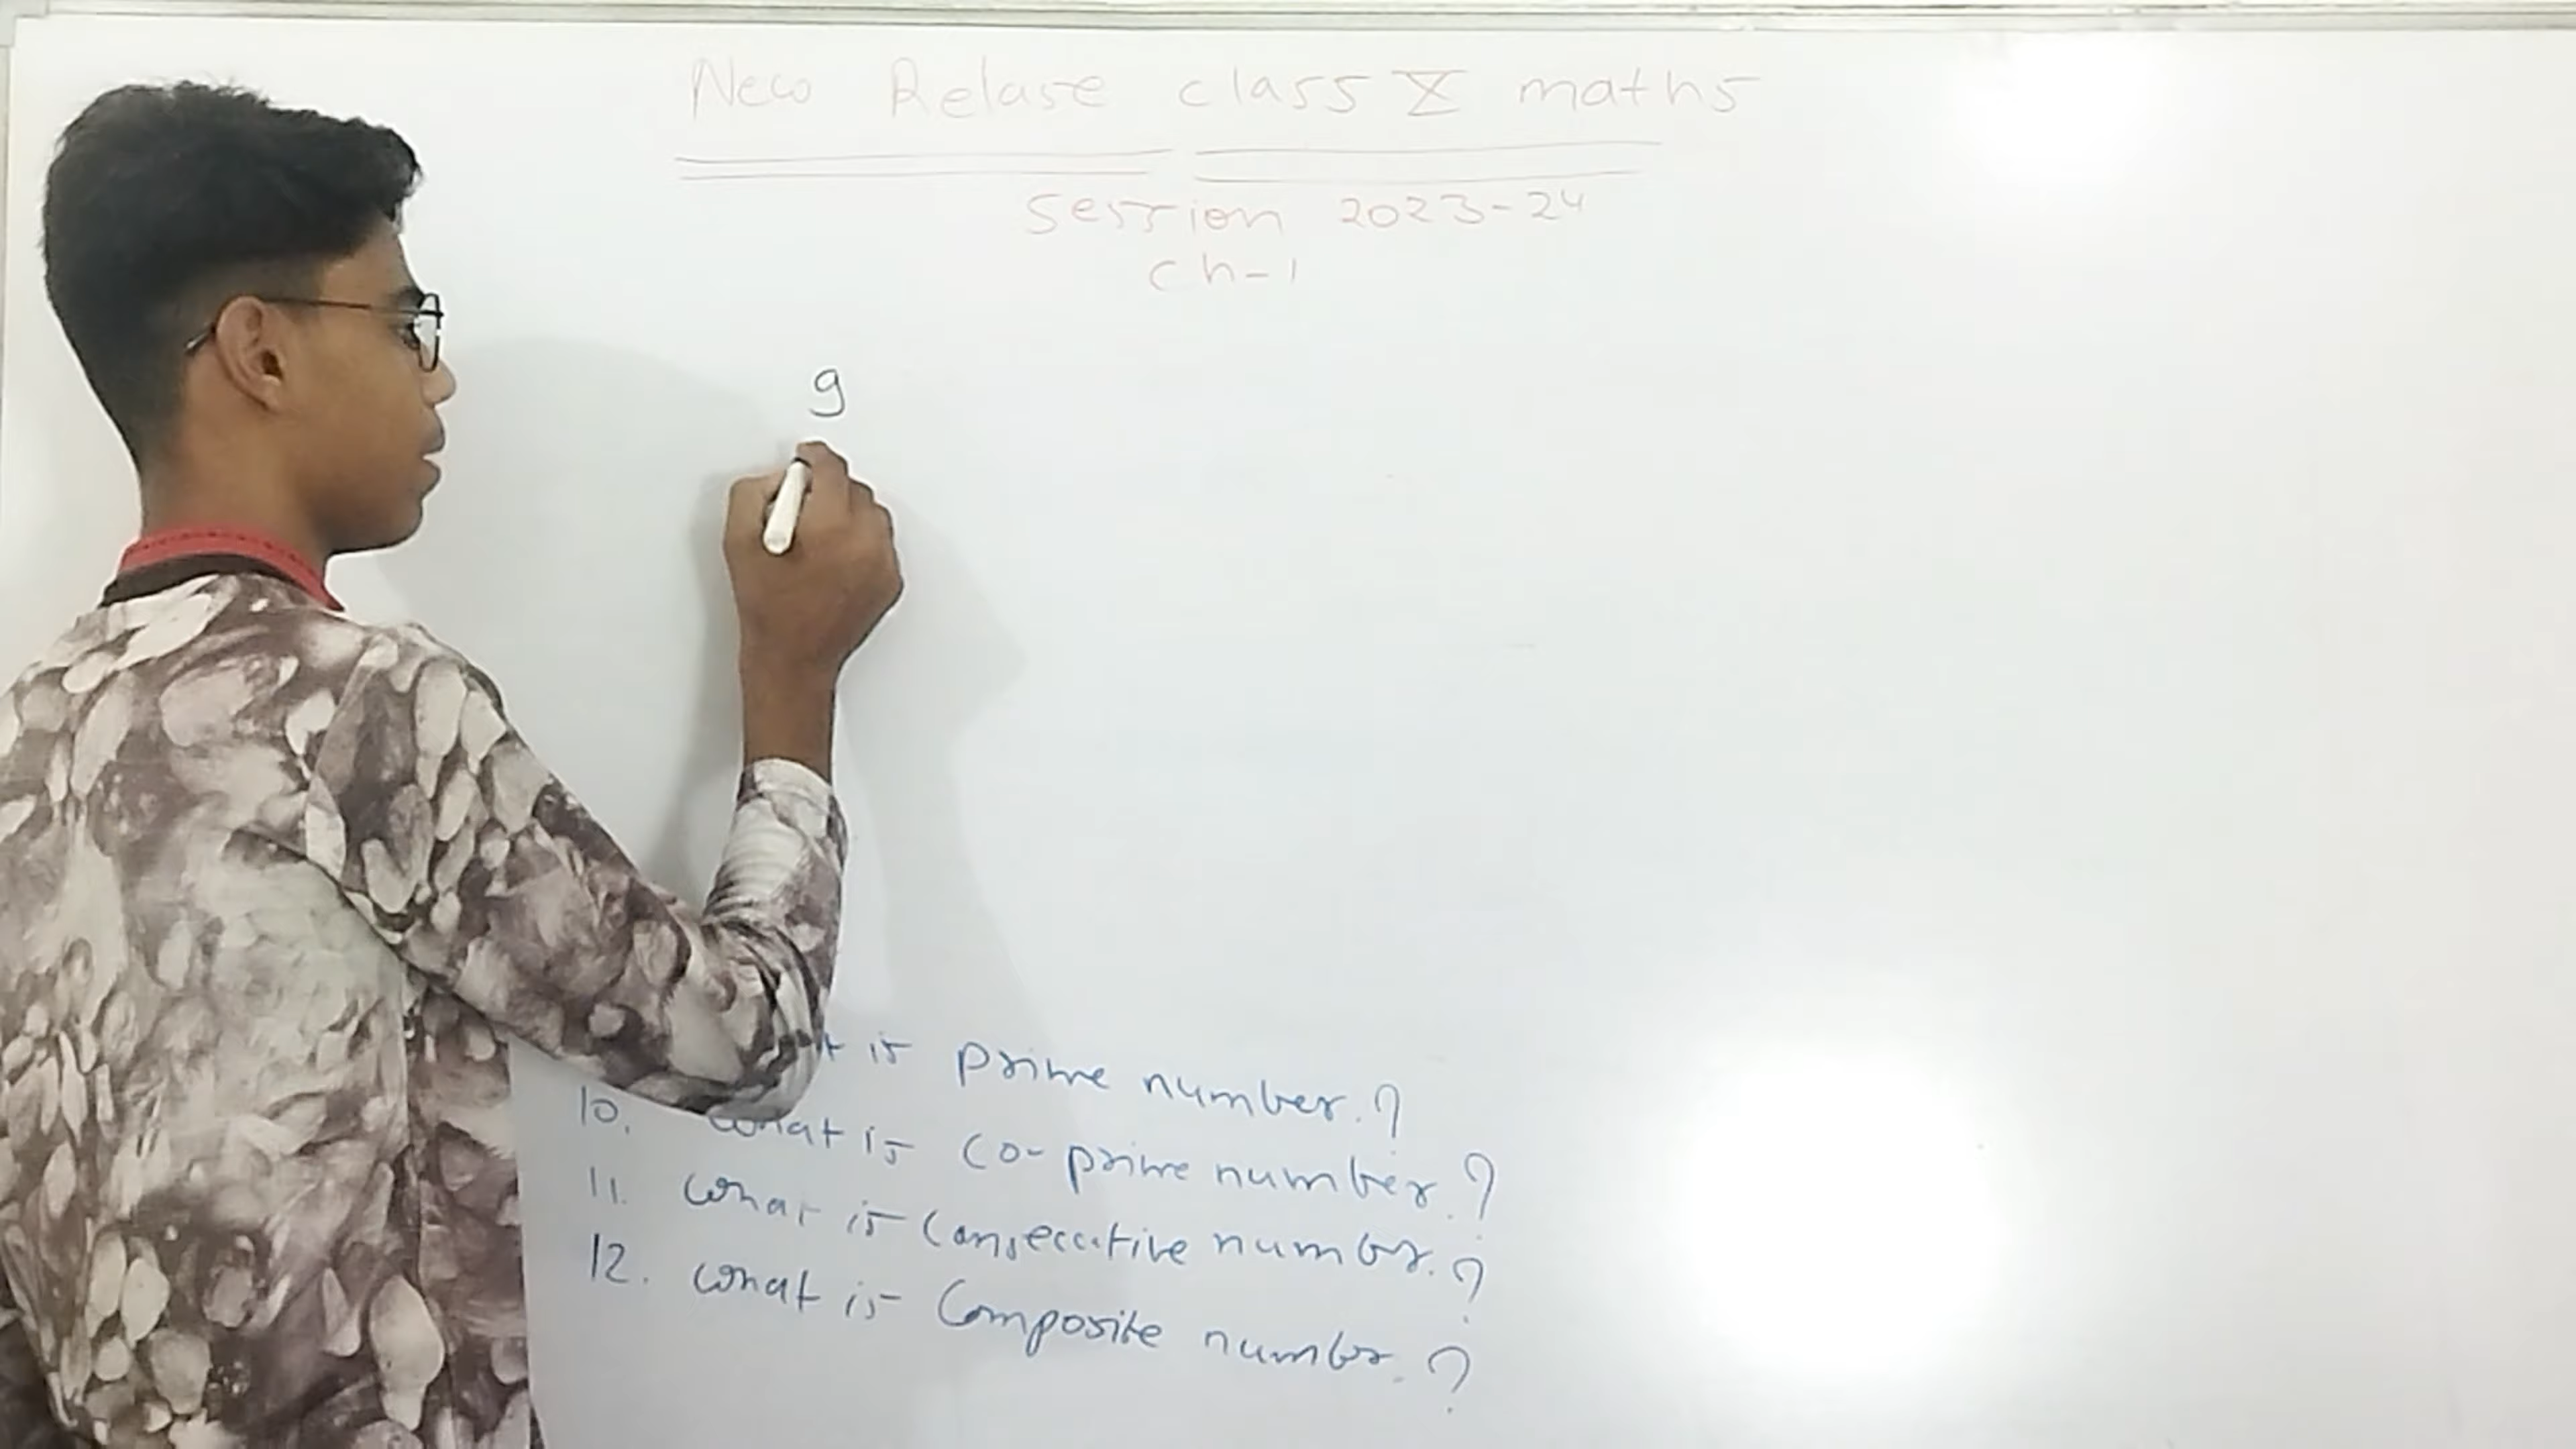 New Relase class X maths
Session 2023-24
Ch-1
9
is prime number.?
10. what is co-prime number.?
11. what is consecutive number.?
12. what is Composite number.?